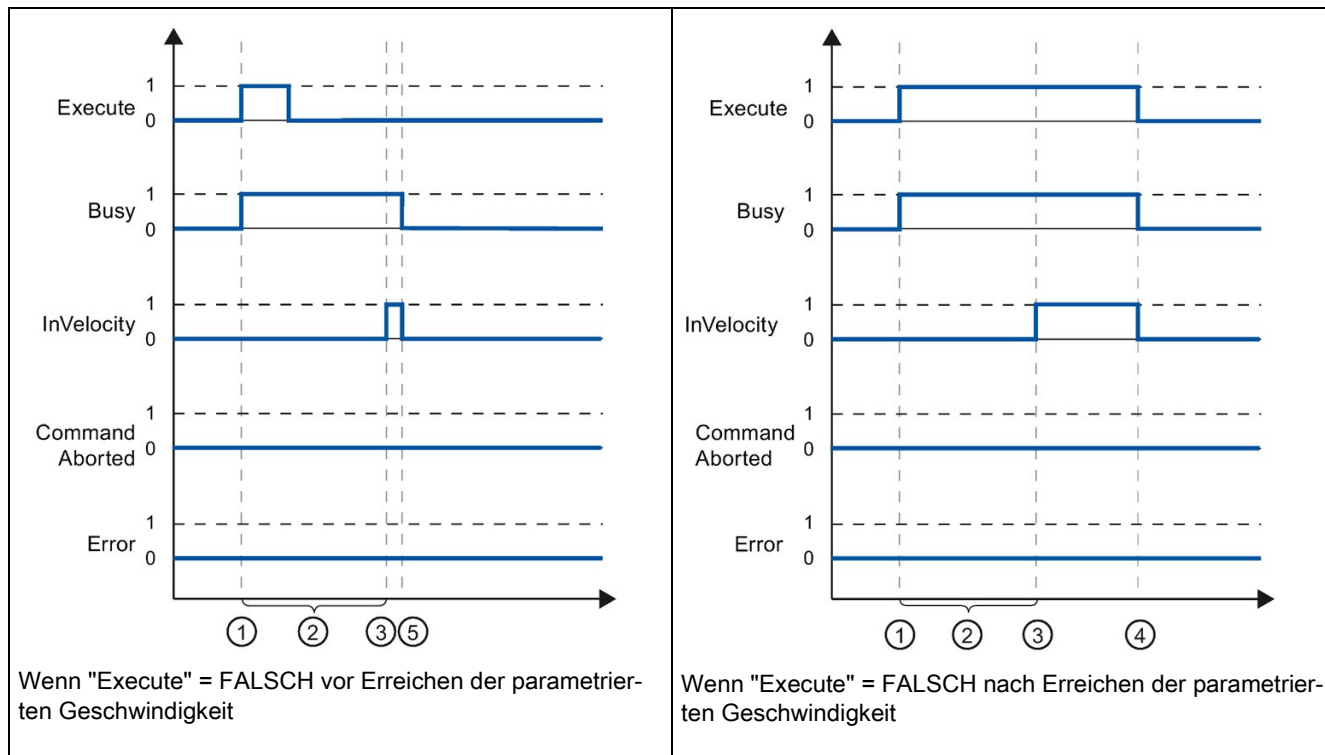 1
Execute
0
1
Busy
0
1
InVelocity
0
1
Command
Aborted
0
1
Error
0
1 2 3 5
Wenn "Execute" = FALSCH vor Erreichen der parametrier-
ten Geschwindigkeit
1
Execute
0
1
Busy
0
1
InVelocity
0
1
Command
Aborted
0
1
Error
0
1 2 3 4
Wenn "Execute" = FALSCH nach Erreichen der parametrier-
ten Geschwindigkeit